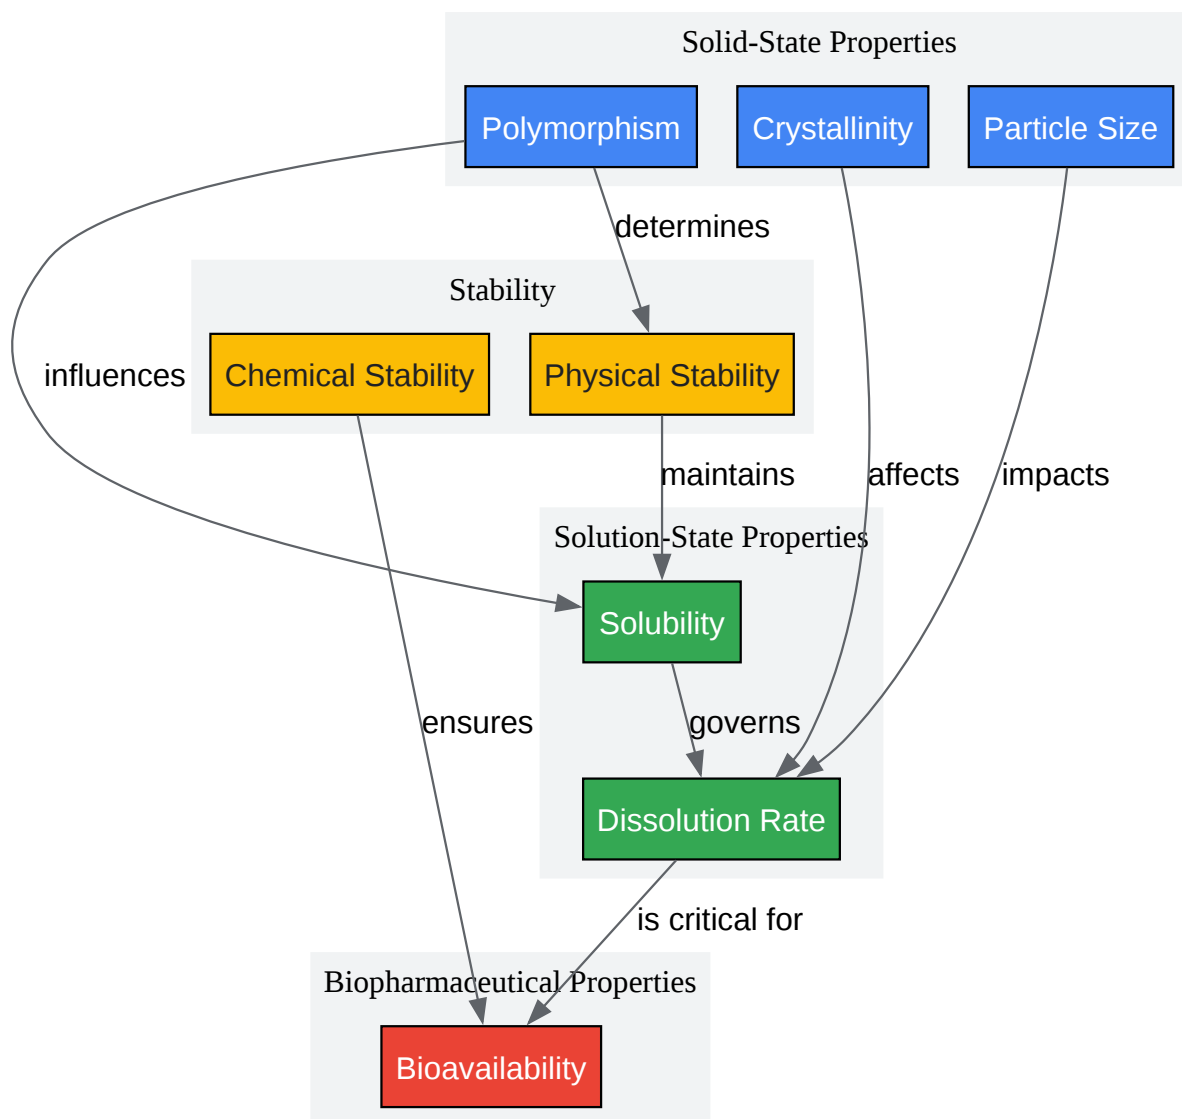 Solid-State Properties
Polymorphism
Crystallinity
Particle Size
determines
Stability
influences
Chemical Stability
Physical Stability
maintains
affects
impacts
Solution-State Properties
Solubility
ensures
governs
Dissolution Rate
is critical for
Biopharmaceutical Properties
Bioavailability